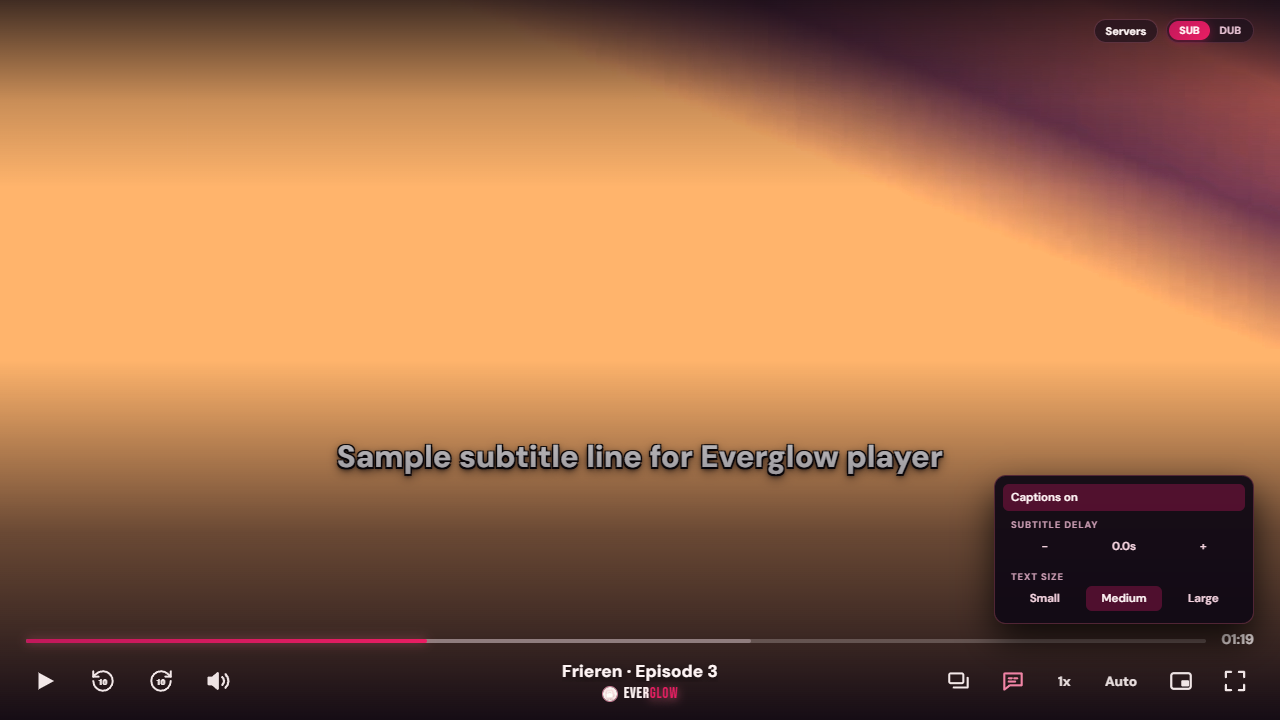 Servers
SUB DUB
Sample subtitle line for Everglow player
Captions on
SUBTITLE DELAY
- 0.0s +
TEXT SIZE
Small Medium Large
01:19
10 10
Frieren · Episode 3
EVERGLOW
1x Auto